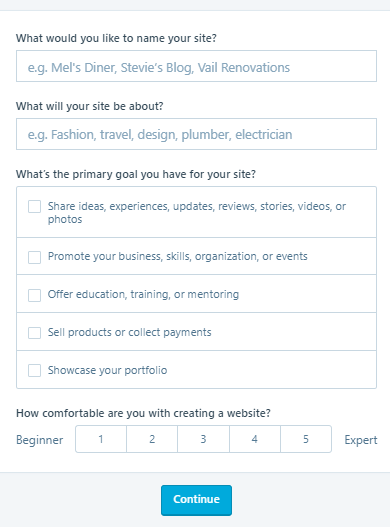 What would you like to name your site?
e.g. Mel's Diner, Stevie's Blog, Vail Renovations
What will your site be about?
e.g. Fashion, travel, design, plumber, electrician
What's the primary goal you have for your site?
Share ideas, experiences, updates, reviews, stories, videos, or
photos
Promote your business, skills, organization, or events
Offer education, training, or mentoring
Sell products or collect payments
Showcase your portfolio
How comfortable are you with creating a website?
Beginner 1 2 3 4 5 Expert
Continue